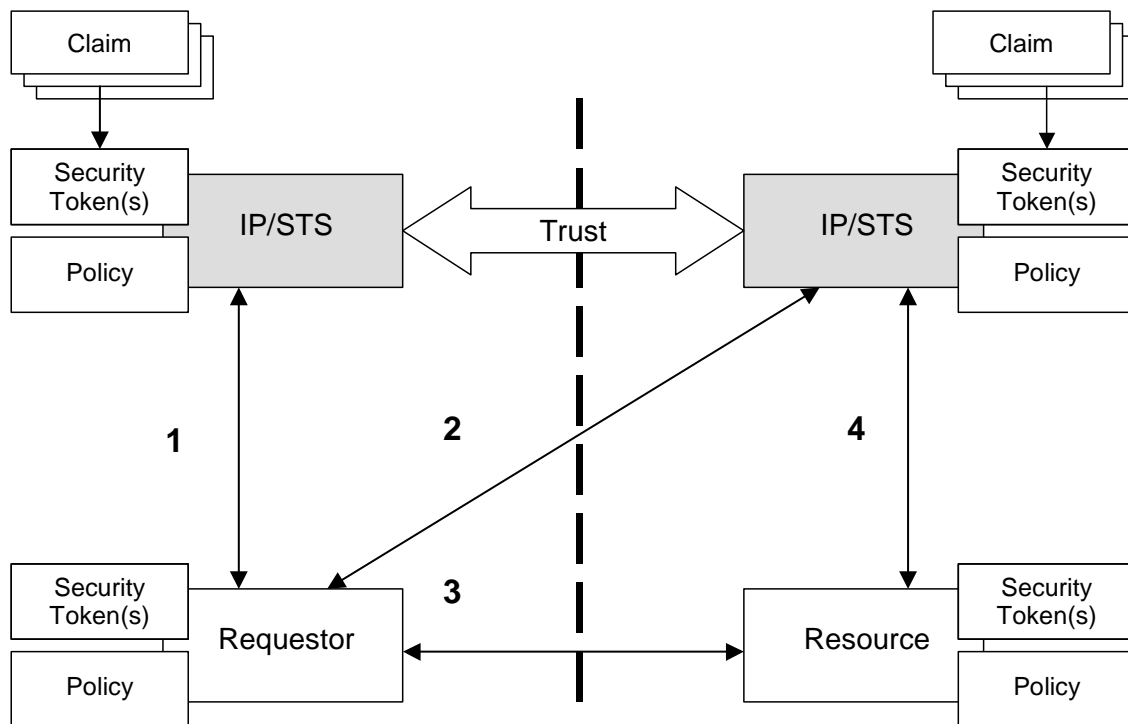 Claim
Claim
Security
Token(s)
IP/STS
Trust
IP/STS
Security
Token(s)
Policy
Policy
1
2
4
3
Security
Token(s)
Requestor
Resource
Security
Token(s)
Policy
Policy